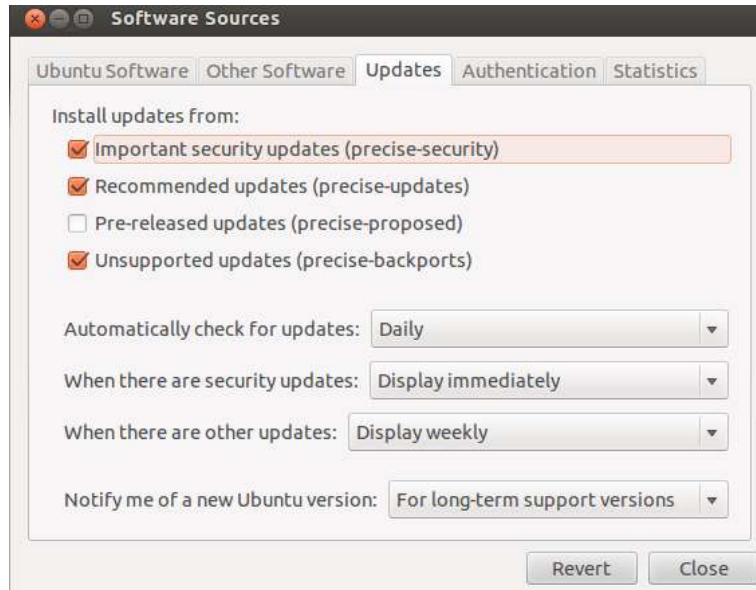 Software Sources
Ubuntu Software Other Software Updates Authentication Statistics
Install updates from:
Important security updates (precise-security)
Recommended updates (precise-updates)
Pre-released updates (precise-proposed)
Unsupported updates (precise-backports)
Automatically check for updates: Daily
When there are security updates: Display immediately
When there are other updates: Display weekly
Notify me of a new Ubuntu version: For long-term support versions
Revert Close